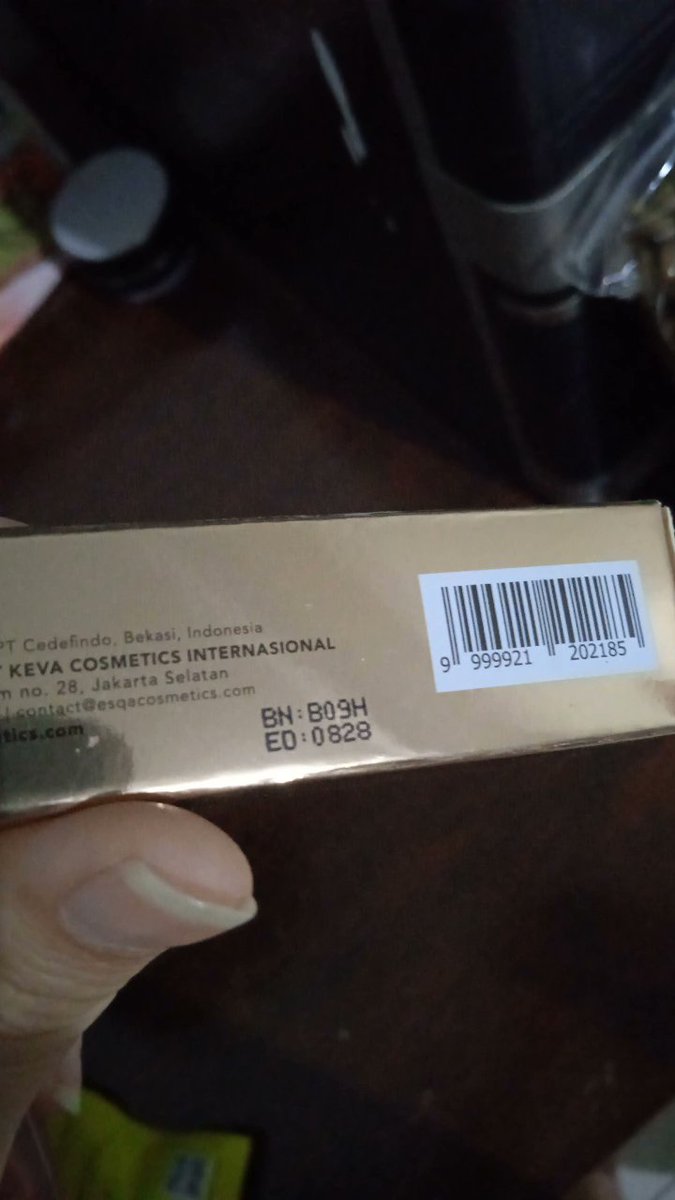 PT Cedefindo, Bekasi, Indonesia
KEVA COSMETICS INTERNASIONAL
no. 28, Jakarta Selatan
| contact@esqacosmetics.com
tics.com
BN:B09H
ED:0828
9 999921 202185